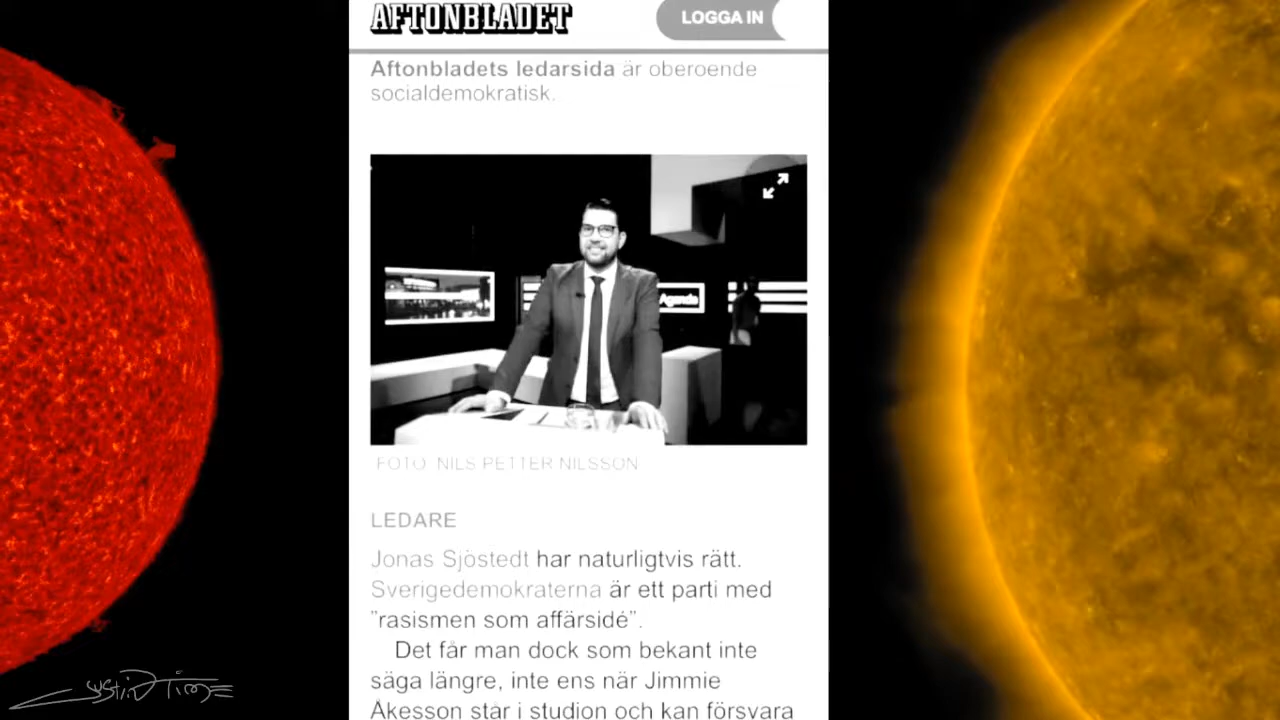 AFTONBLADET
LOGGA IN
Aftonbladets ledarsida är oberoende
socialdemokratisk.
Agenda
FOTO: NILS PETTER NILSSON
LEDARE
Jonas Sjöstedt har naturligtvis rätt.
Sverigedemokraterna är ett parti med
”rasismen som affärsidé”.
Det får man dock som bekant inte
säga längre, inte ens när Jimmie
Åkesson står i studion och kan försvara